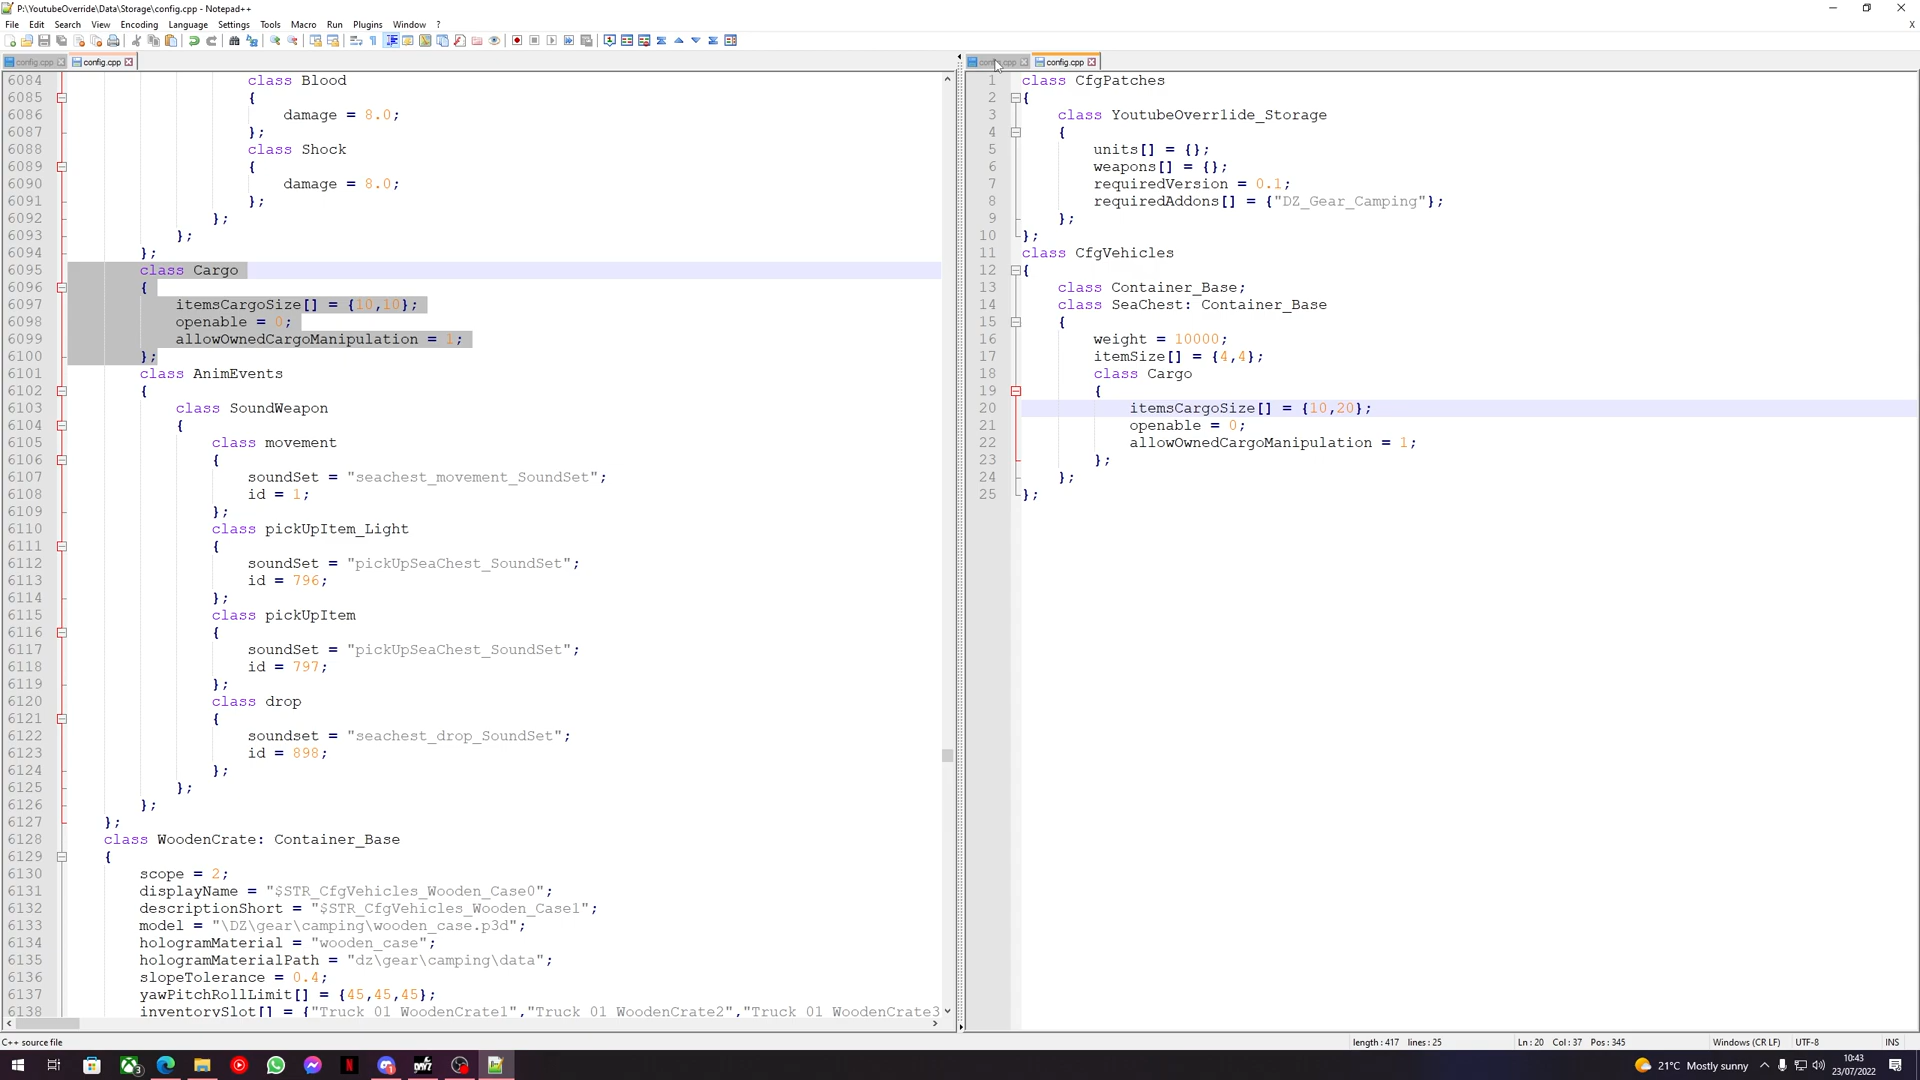 P:\YoutubeOverride\Data\Storage\config.cpp - Notepad++
File Edit Search View Encoding Language Settings Tools Macro Run Plugins Window ?
config.cpp config.cpp
6084 class Blood
6085 {
6086 damage = 8.0;
6087 };
6088 class Shock
6089 {
6090 damage = 8.0;
6091 };
6092 };
6093 };
6094 };
6095 class Cargo
6096 {
6097 itemsCargoSize[] = {10,10};
6098 openable = 0;
6099 allowOwnedCargoManipulation = 1;
6100 };
6101 class AnimEvents
6102 {
6103 class SoundWeapon
6104 {
6105 class movement
6106 {
6107 soundSet = "seachest_movement_SoundSet";
6108 id = 1;
6109 };
6110 class pickUpItem_Light
6111 {
6112 soundSet = "pickUpSeaChest_SoundSet";
6113 id = 796;
6114 };
6115 class pickUpItem
6116 {
6117 soundSet = "pickUpSeaChest_SoundSet";
6118 id = 797;
6119 };
6120 class drop
6121 {
6122 soundset = "seachest_drop_SoundSet";
6123 id = 898;
6124 };
6125 };
6126 };
6127 };
6128 class WoodenCrate: Container_Base
6129 {
6130 scope = 2;
6131 displayName = "$STR_CfgVehicles_Wooden_Case0";
6132 descriptionShort = "$STR_CfgVehicles_Wooden_Case1";
6133 model = "\DZ\gear\camping\wooden_case.p3d";
6134 hologramMaterial = "wooden_case";
6135 hologramMaterialPath = "dz\gear\camping\data";
6136 slopeTolerance = 0.4;
6137 yawPitchRollLimit[] = {45,45,45};
6138 inventorySlot[] = {"Truck_01_WoodenCrate1","Truck_01_WoodenCrate2","Truck_01_WoodenCrate3
config.cpp
1 class CfgPatches
2 {
3 class YoutubeOverr1ide_Storage
4 {
5 units[] = {};
6 weapons[] = {};
7 requiredVersion = 0.1;
8 requiredAddons[] = {"DZ_Gear_Camping"};
9 };
10 };
11 class CfgVehicles
12 {
13 class Container_Base;
14 class SeaChest: Container_Base
15 {
16 weight = 10000;
17 itemSize[] = {4,4};
18 class Cargo
19 {
20 itemsCargoSize[] = {10,20};
21 openable = 0;
22 allowOwnedCargoManipulation = 1;
23 };
24 };
25 };
C++ source file length : 417 lines : 25 Ln : 20 Col : 37 Pos : 345 Windows (CR LF) UTF-8 INS
21°C Mostly sunny 10:43
23/07/2022